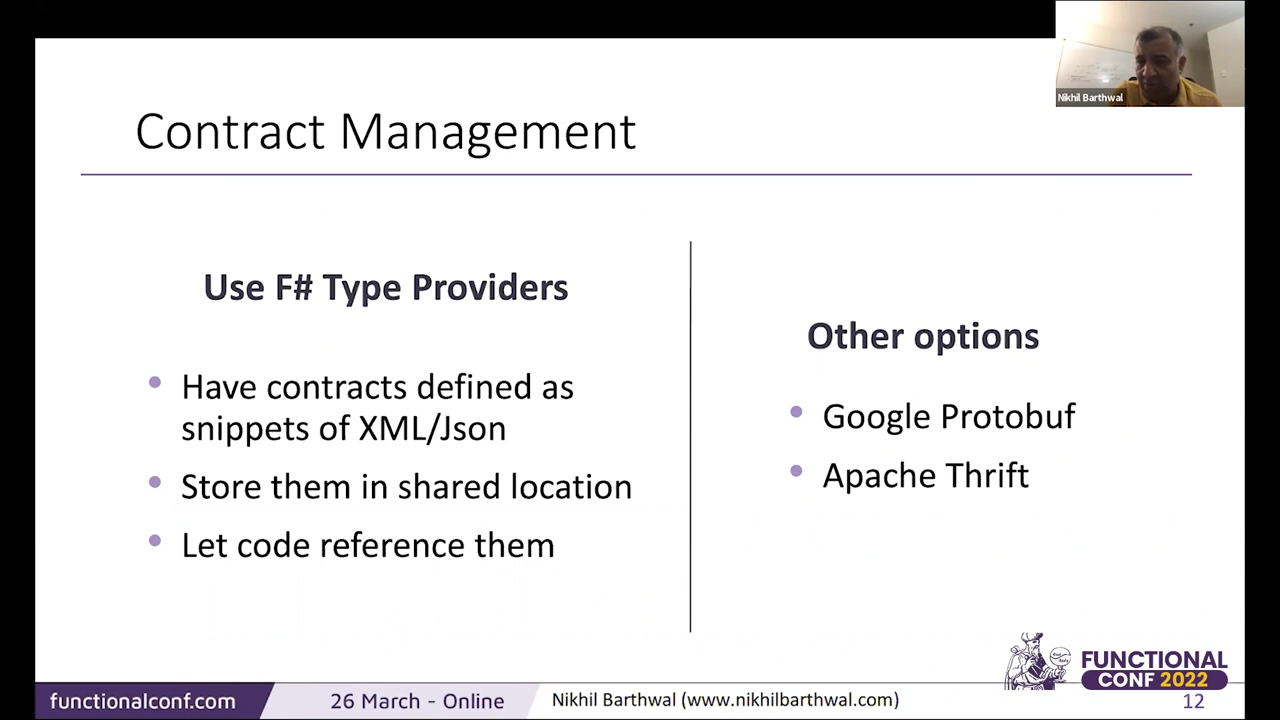 Nikhil Barthwal
Contract Management
Use F# Type Providers
• Have contracts defined as
snippets of XML/Json
• Store them in shared location
• Let code reference them
Other options
• Google Protobuf
• Apache Thrift
FUNCTIONAL
CONF 2022
functionalconf.com
26 March - Online
Nikhil Barthwal (www.nikhilbarthwal.com)
12